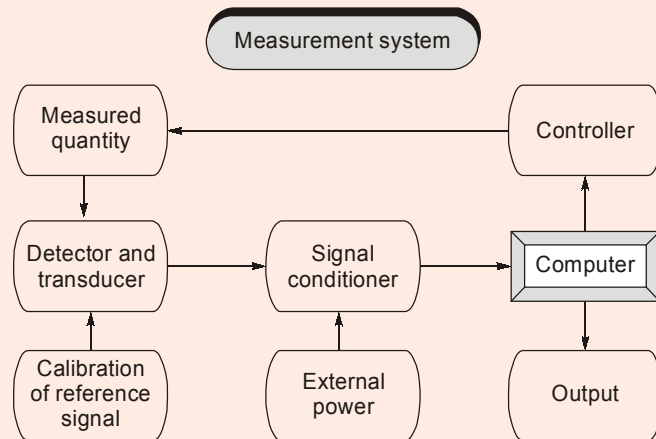 Measurement system
Measured
quantity
Controller
Detector and
transducer
Signal
conditioner
Computer
Calibration
of reference
signal
External
power
Output